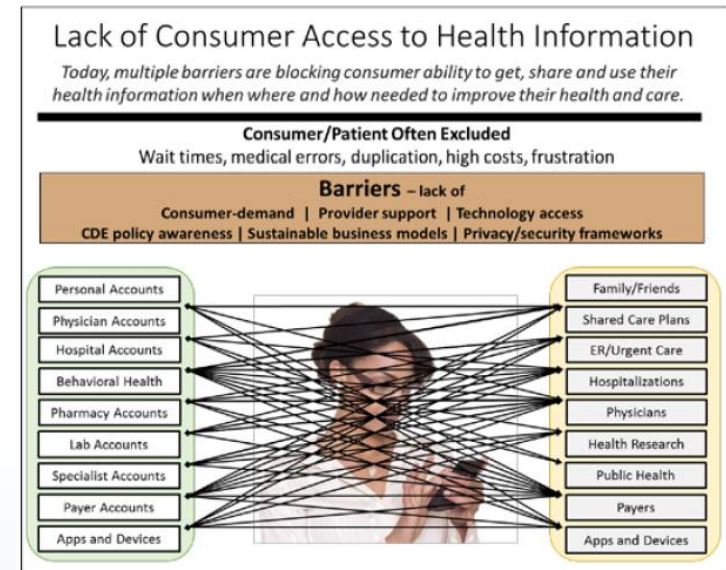 Lack of Consumer Access to Health Information
Today, multiple barriers are blocking consumer ability to get, share and use their
health information when where and how needed to improve their health and care.
Consumer/Patient Often Excluded
Wait times, medical errors, duplication, high costs, frustration
Barriers – lack of
Consumer-demand | Provider support | Technology access
CDE policy awareness | Sustainable business models | Privacy/security frameworks
Personal Accounts
Physician Accounts
Hospital Accounts
Behavioral Health
Pharmacy Accounts
Lab Accounts
Specialist Accounts
Payer Accounts
Apps and Devices
Family/Friends
Shared Care Plans
ER/Urgent Care
Hospitalizations
Physicians
Health Research
Public Health
Payers
Apps and Devices